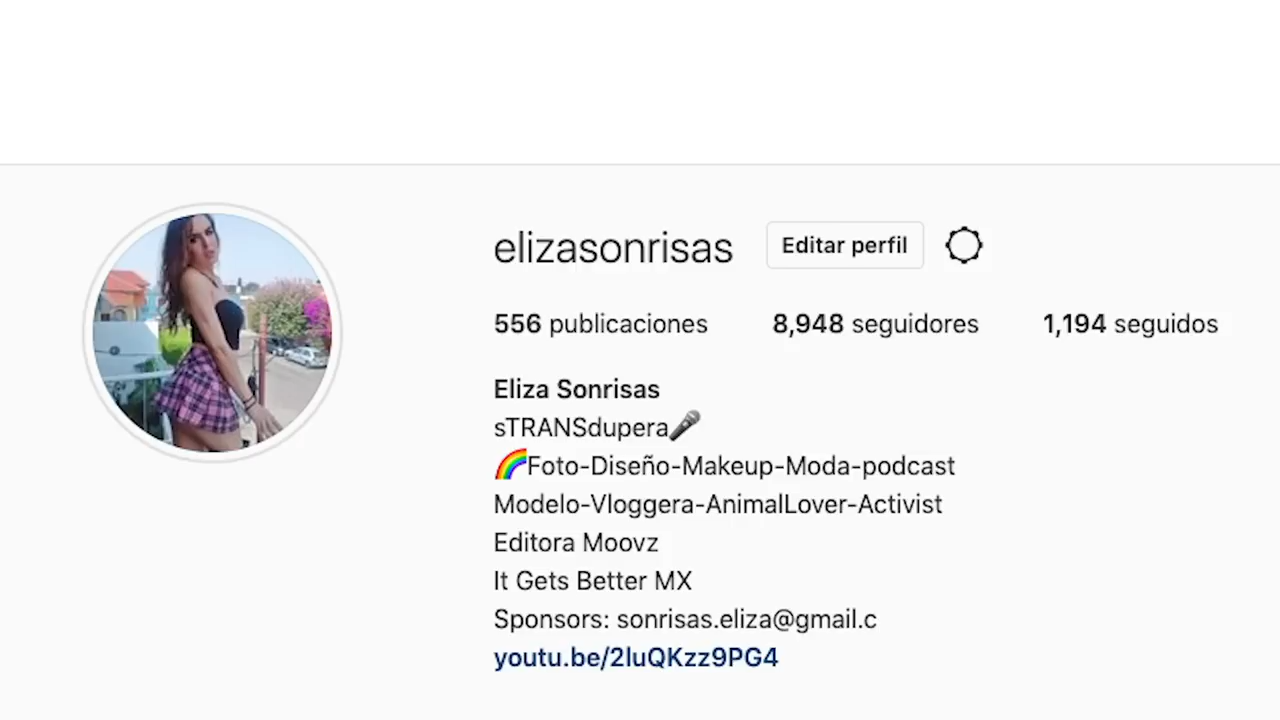 elizasonrisas Editar perfil
556 publicaciones 8,948 seguidores 1,194 seguidos
Eliza Sonrisas
sTRANSdupera🎤
🌈Foto-Diseño-Makeup-Moda-podcast
Modelo-Vloggera-AnimalLover-Activist
Editora Moovz
It Gets Better MX
Sponsors: sonrisas.eliza@gmail.c
youtu.be/2luQKzz9PG4